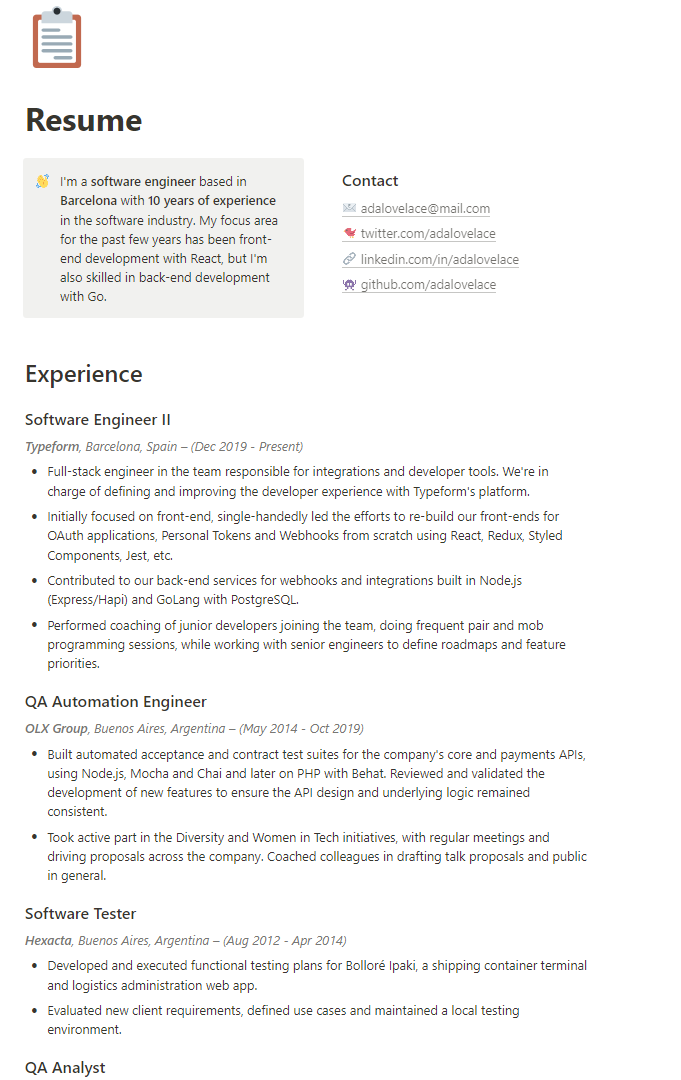 Resume
I'm a software engineer based in
Barcelona with 10 years of experience
in the software industry. My focus area
for the past few years has been front-
end development with React, but I'm
also skilled in back-end development
with Go.
Contact
adalovelace@mail.com
twitter.com/adalovelace
linkedin.com/in/adalovelace
github.com/adalovelace
Experience
Software Engineer II
Typeform, Barcelona, Spain – (Dec 2019 - Present)
• Full-stack engineer in the team responsible for integrations and developer tools. We're in
charge of defining and improving the developer experience with Typeform's platform.
• Initially focused on front-end, single-handedly led the efforts to re-build our front-ends for
OAuth applications, Personal Tokens and Webhooks from scratch using React, Redux, Styled
Components, Jest, etc.
• Contributed to our back-end services for webhooks and integrations built in Node.js
(Express/Hapi) and GoLang with PostgreSQL.
• Performed coaching of junior developers joining the team, doing frequent pair and mob
programming sessions, while working with senior engineers to define roadmaps and feature
priorities.
QA Automation Engineer
OLX Group, Buenos Aires, Argentina – (May 2014 - Oct 2019)
• Built automated acceptance and contract test suites for the company's core and payments APIs,
using Node.js, Mocha and Chai and later on PHP with Behat. Reviewed and validated the
development of new features to ensure the API design and underlying logic remained
consistent.
• Took active part in the Diversity and Women in Tech initiatives, with regular meetings and
driving proposals across the company. Coached colleagues in drafting talk proposals and public
in general.
Software Tester
Hexacta, Buenos Aires, Argentina – (Aug 2012 - Apr 2014)
• Developed and executed functional testing plans for Bolloré Ipaki, a shipping container terminal
and logistics administration web app.
• Evaluated new client requirements, defined use cases and maintained a local testing
environment.
QA Analyst